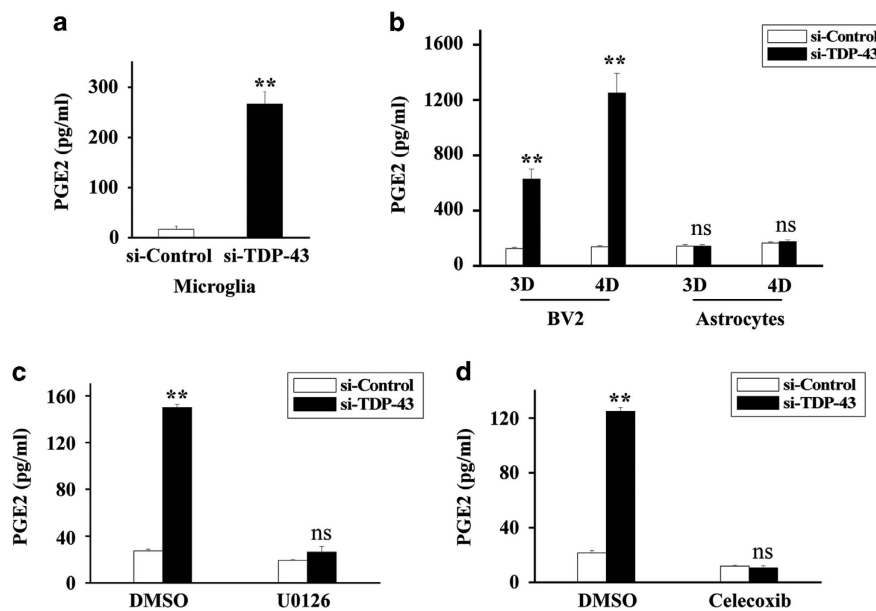 a
PGE2 (pg/ml)
300
200
100
0
**
si-Control si-TDP-43
Microglia
b
PGE2 (pg/ml)
1600
1200
800
400
0
si-Control
si-TDP-43
**
**
ns
ns
3D 4D 3D 4D
BV2 Astrocytes
c
PGE2 (pg/ml)
160
120
80
40
0
si-Control
si-TDP-43
**
ns
DMSO U0126
d
PGE2 (pg/ml)
120
80
40
0
si-Control
si-TDP-43
**
ns
DMSO Celecoxib